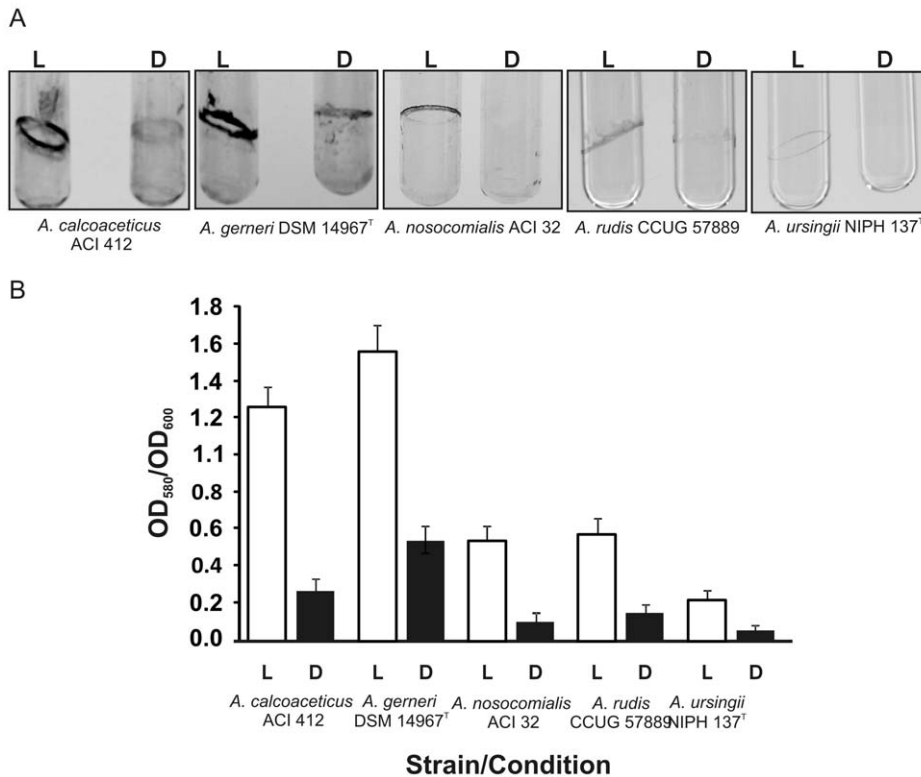 A
L D L D L D L D L D
A. calcoaceticus
ACI 412
A. gerneri DSM 14967ᵀ
A. nosocomialis ACI 32
A. rudis CCUG 57889
A. ursingii NIPH 137ᵀ
B
OD₅₈₀/OD₆₀₀
1.8
1.6
1.4
1.2
1.1
0.8
0.6
0.4
0.2
0.0
L D L D L D L D L D
A. calcoaceticus
ACI 412
A. gerneri
DSM 14967ᵀ
A. nosocomialis
ACI 32
A. rudis
CCUG 57889
A. ursingii
NIPH 137ᵀ
Strain/Condition